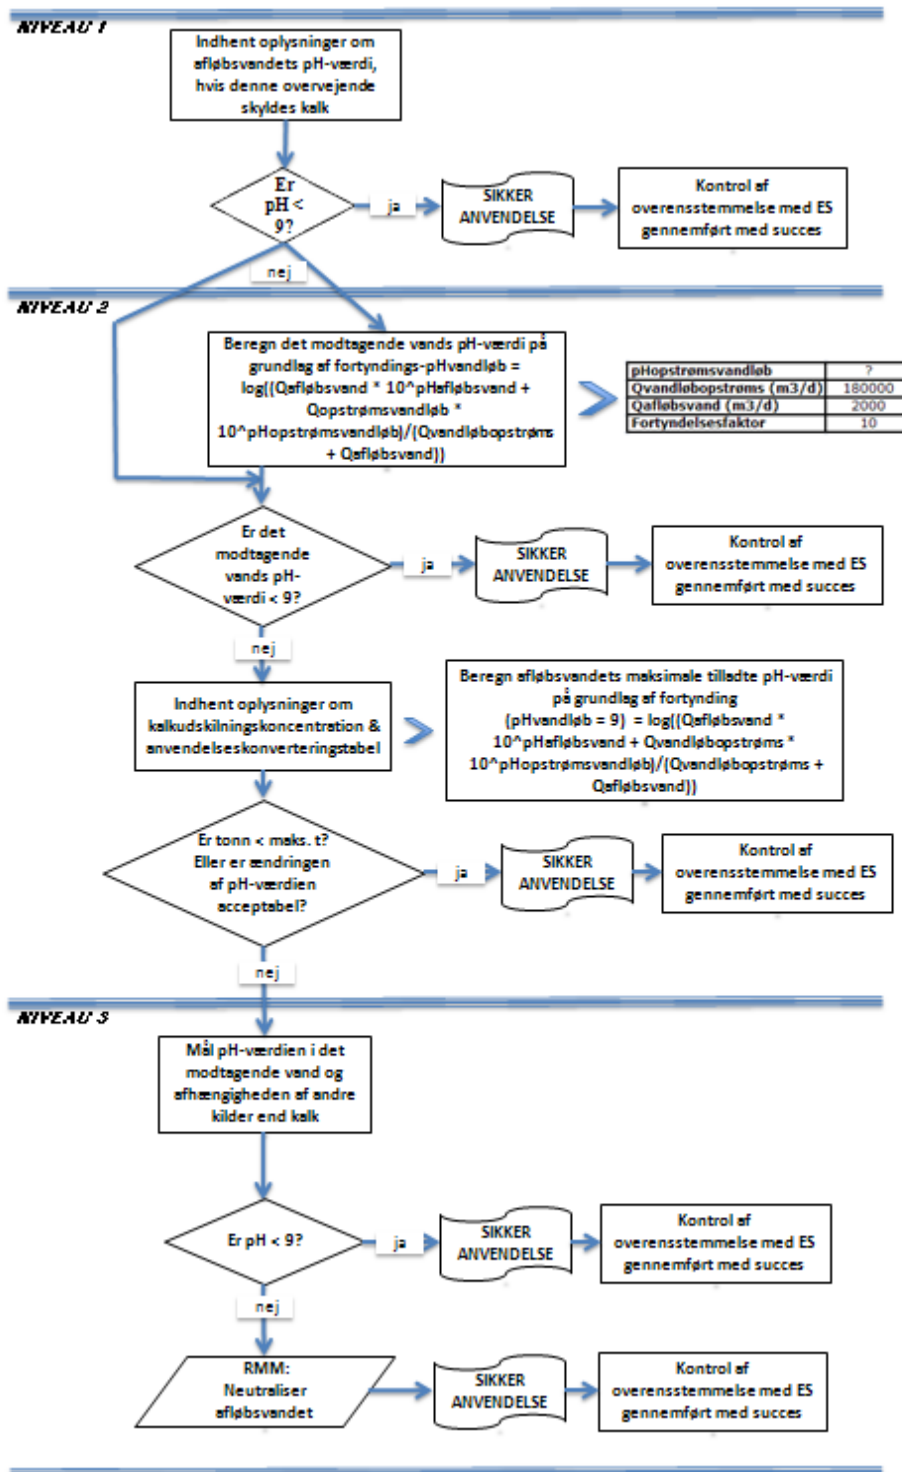 NIVEAU 1
Indhent oplysninger om
afløbsvandets pH-værdi,
hvis denne overvejende
skyldes kalk
Er
pH <
9?
ja
SIKKER
ANVENDELSE
Kontrol af
overensstemmelse med ES
gennemført med succes
nej
NIVEAU 2
Beregn det modtagende vands pH-værdi på
grundlag af fortyndings-pHvandløb =
log((Qafløbsvand * 10^pHafløbsvand +
Qopstrømsvandløb *
10^pHopstrømsvandløb)/(Qvandløbopstrøms
+ Qafløbsvand))
pHopstrømsvandløb ?
Qvandløbopstrøms (m3/d) 180000
Qafløbsvand (m3/d) 2000
Fortyndelsesfaktor 10
Er det
modtagende
vands pH-
værdi < 9?
ja
SIKKER
ANVENDELSE
Kontrol af
overensstemmelse med ES
gennemført med succes
nej
Indhent oplysninger om
kalkudskilningskoncentration &
anvendelseskonverteringstabel
Beregn afløbsvandets maksimale tilladte pH-værdi
på grundlag af fortynding
(pHvandløb = 9) = log((Qafløbsvand *
10^pHafløbsvand + Qvandløbopstrøms *
10^pHopstrømsvandløb)/(Qvandløbopstrøms +
Qafløbsvand))
Er tonn < maks. t?
Eller er ændringen
af pH-værdien
acceptabel?
ja
SIKKER
ANVENDELSE
Kontrol af
overensstemmelse med ES
gennemført med succes
nej
NIVEAU 3
Mål pH-værdien i det
modtagende vand og
afhængigheden af andre
kilder end kalk
Er pH < 9?
ja
SIKKER
ANVENDELSE
Kontrol af
overensstemmelse med ES
gennemført med succes
nej
RMM:
Neutraliser
afløbsvandet
SIKKER
ANVENDELSE
Kontrol af
overensstemmelse med ES
gennemført med succes